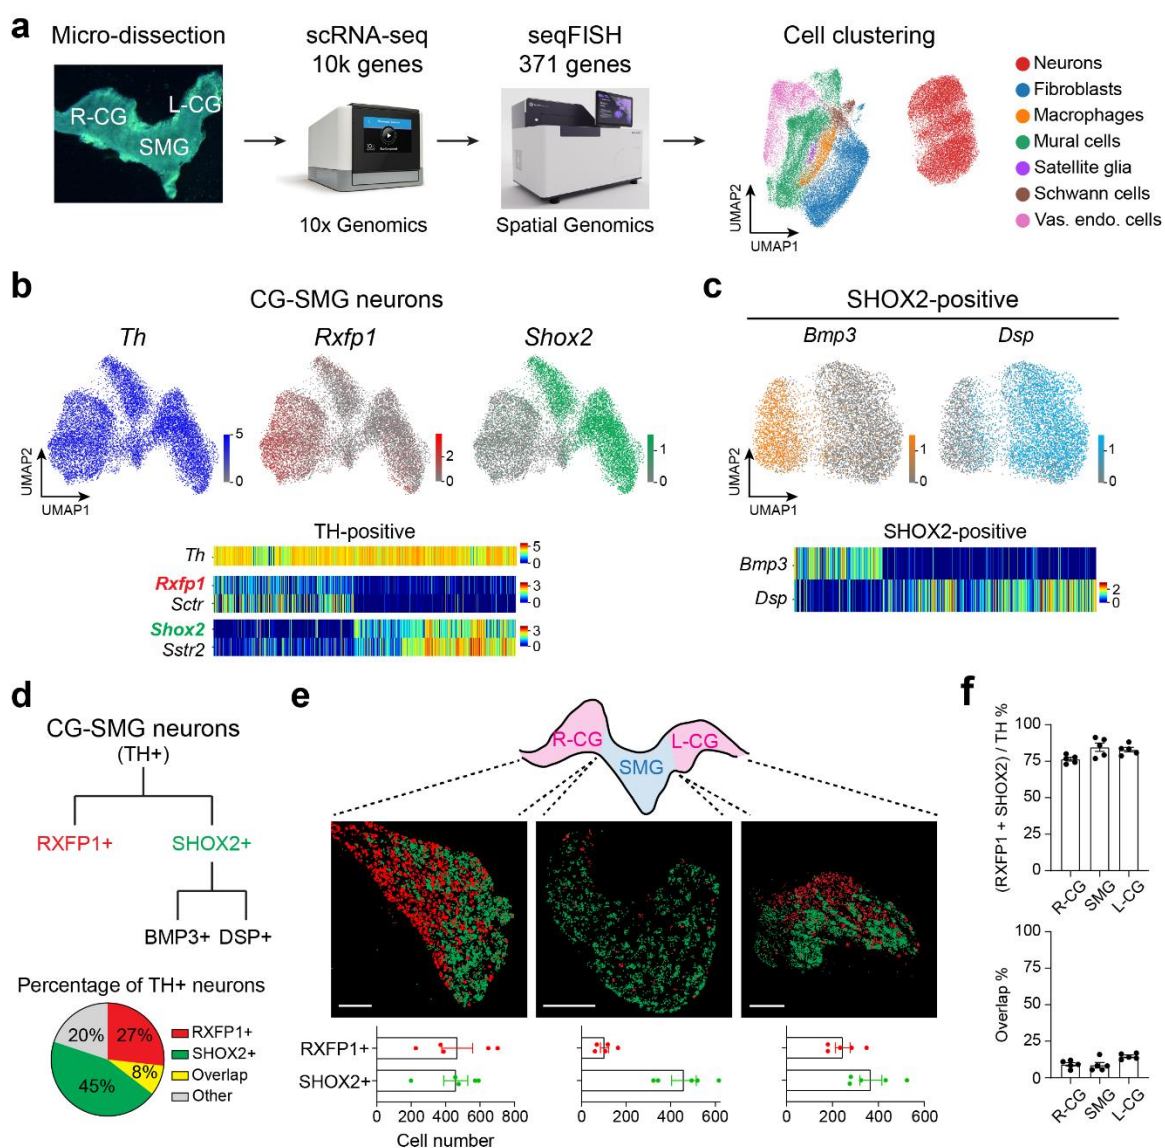 a
Micro-dissection
scRNA-seq
10k genes
seqFISH
371 genes
Cell clustering
R-CG
L-CG
SMG
10x Genomics
Spatial Genomics
UMAP2
UMAP1
Neurons
Fibroblasts
Macrophages
Mural cells
Satellite glia
Schwann cells
Vas. endo. cells
b
CG-SMG neurons
Th
Rxfp1
Shox2
5
0
2
0
1
0
UMAP2
UMAP1
TH-positive
Th
5
0
Rxfp1
Sctr
3
0
Shox2
Sstr2
3
0
c
SHOX2-positive
Bmp3
Dsp
1
0
1
0
UMAP2
UMAP1
SHOX2-positive
Bmp3
Dsp
2
0
d
CG-SMG neurons
(TH+)
RXFP1+
SHOX2+
BMP3+ DSP+
Percentage of TH+ neurons
20%
27%
8%
45%
RXFP1+
SHOX2+
Overlap
Other
e
R-CG
L-CG
SMG
RXFP1+
SHOX2+
0 200 400 600 800
Cell number
0 200 400 600
0 200 400 600
f
(RXFP1 + SHOX2) / TH %
100
75
50
25
0
R-CG
SMG
L-CG
Overlap %
100
75
50
25
0
R-CG
SMG
L-CG